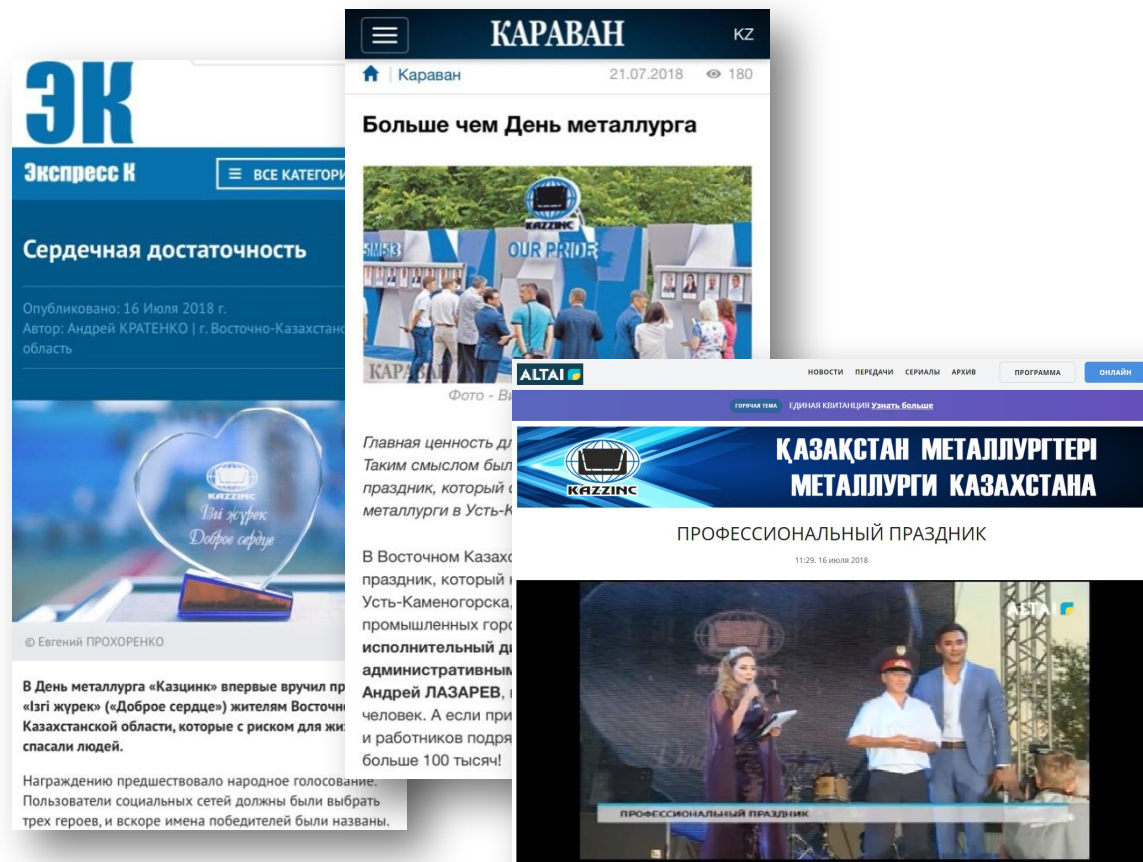 ЭК
Экспресс К
ВСЕ КАТЕГОРИ
Сердечная достаточность
Опубликовано: 16 Июля 2018 г.
Автор: Андрей КРАТЕНКО | г. Восточно-Казахстанс
область
KAZZINC
Ізгі жүрек
Доброе сердце
© Евгений ПРОХОРЕНКО
В День металлурга «Казцинк» впервые вручил пр
«Ізгі жүрек» («Доброе сердце») жителям Восточн
Казахстанской области, которые с риском для жи
спасали людей.
Награждению предшествовало народное голосование.
Пользователи социальных сетей должны были выбрать
трех героев, и вскоре имена победителей были названы.
КАРАВАН
KZ
Караван
21.07.2018
180
Больше чем День металлурга
KAZZINC
OUR PRIDE
КАРАВАН
Фото - Ви
Главная ценность дл
Таким смыслом был
праздник, который
металлурги в Усть-К
В Восточном Казахс
праздник, который
Усть-Каменогорска,
промышленных горо
исполнительный ди
административным
Андрей ЛАЗАРЕВ,
человек. А если при
и работников подря
больше 100 тысяч!
ALTAI
НОВОСТИ ПЕРЕДАЧИ СЕРИАЛЫ АРХИВ
ПРОГРАММА
ОНЛАЙН
ГОРЯЧАЯ ТЕМА
ЕДИНАЯ КВИТАНЦИЯ Узнать больше
KAZZINC
ҚАЗАҚСТАН МЕТАЛЛУРГТЕРІ
МЕТАЛЛУРГИ КАЗАХСТАНА
ПРОФЕССИОНАЛЬНЫЙ ПРАЗДНИК
11:29. 16 июля 2018
ALTAI
ПРОФЕССИОНАЛЬНЫЙ ПРАЗДНИК